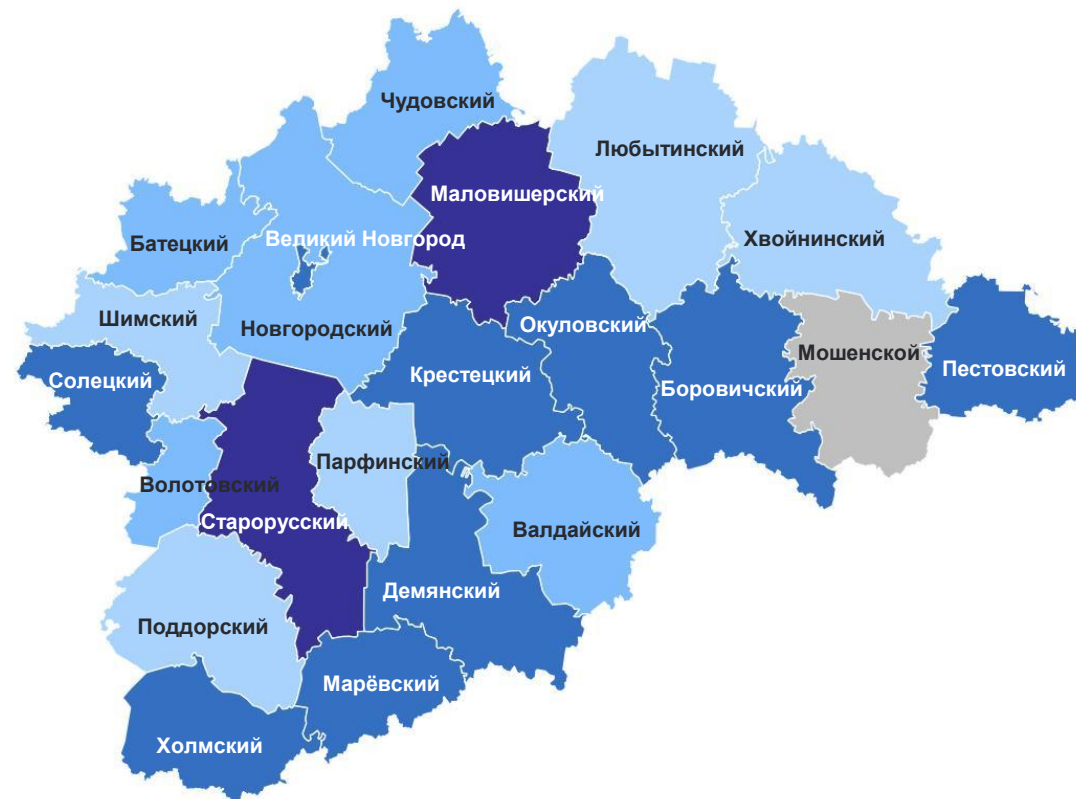 Чудовский
Любытинский
Маловишерский
Батецкий
Великий Новгород
Хвойнинский
Шимский
Новгородский
Окуловский
Мошенской
Солецкий
Крестецкий
Боровичский
Пестовский
Парфинский
Волотовский
Старорусский
Валдайский
Демянский
Поддорский
Марёвский
Холмский